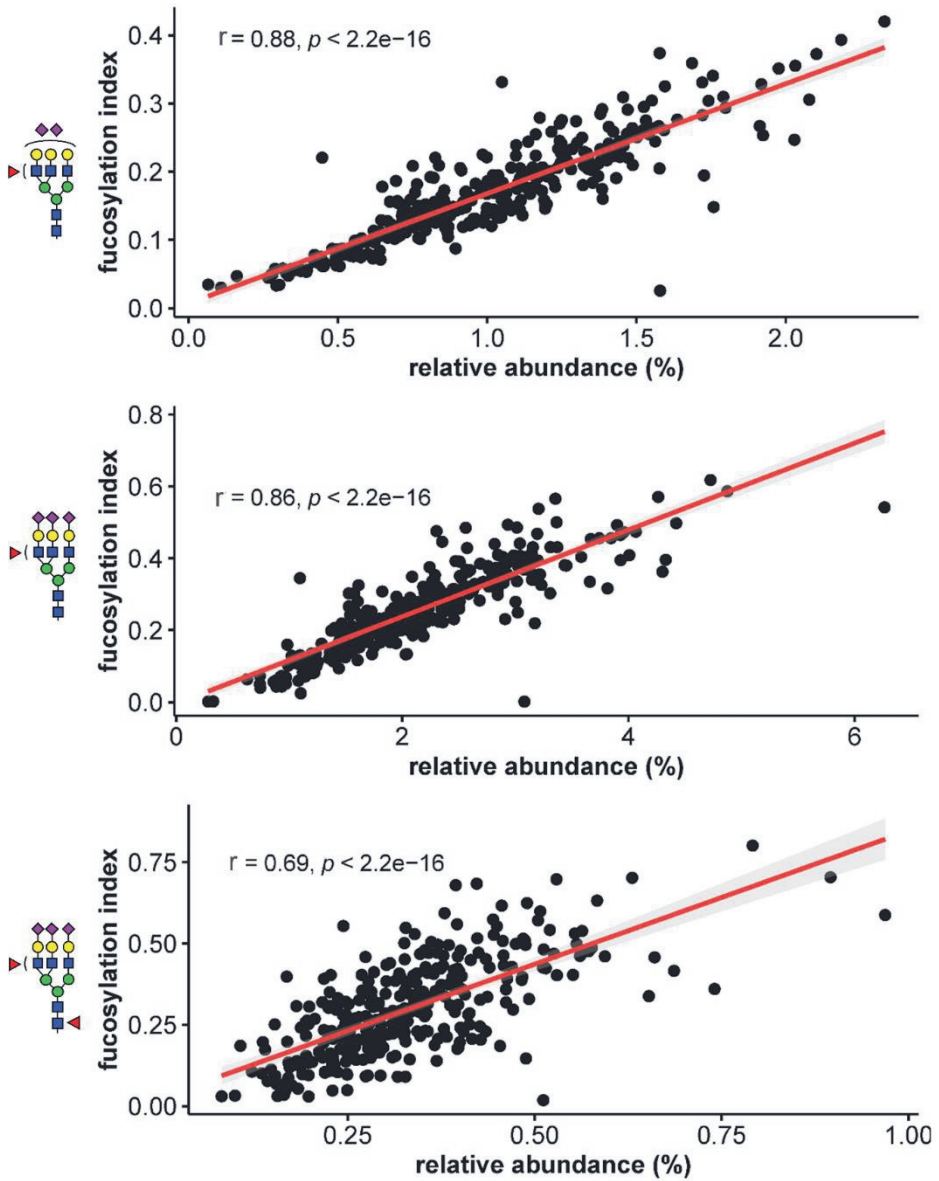 r = 0.88, p < 2.2e−16
fucosylation index
0.4
0.3
0.2
0.1
0.0
0.0 0.5 1.0 1.5 2.0
relative abundance (%)
r = 0.86, p < 2.2e−16
fucosylation index
0.8
0.6
0.4
0.2
0.0
0 2 4 6
relative abundance (%)
r = 0.69, p < 2.2e−16
fucosylation index
0.75
0.50
0.25
0.00
0.25 0.50 0.75 1.00
relative abundance (%)